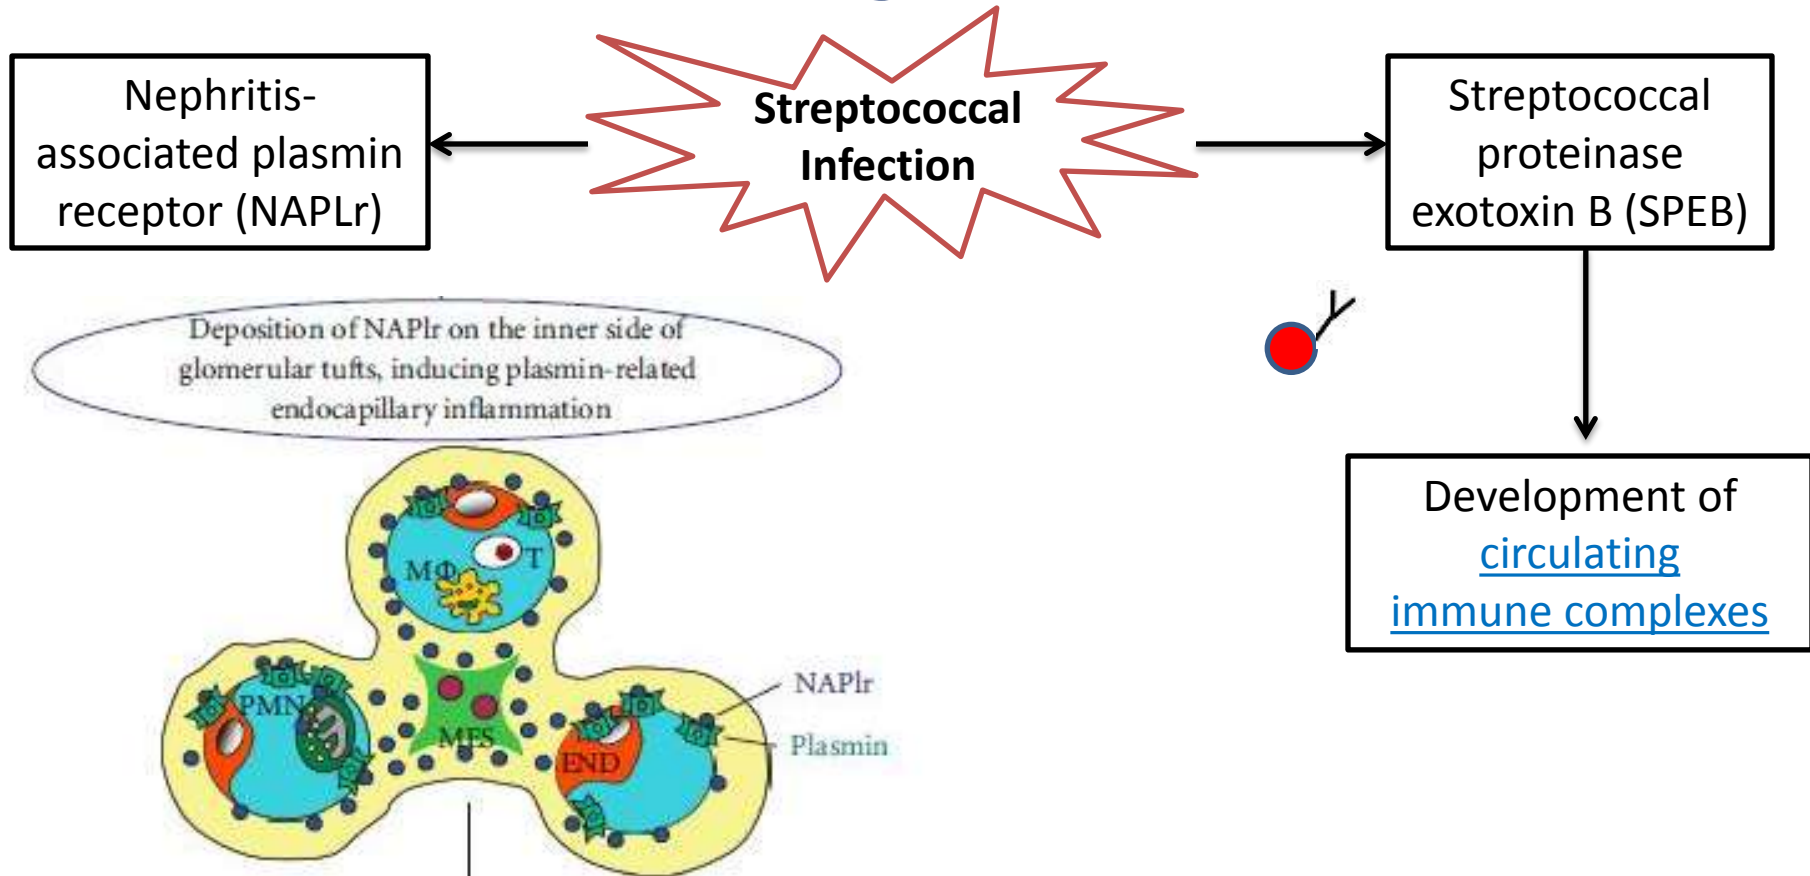 Nephritis-
associated plasmin
receptor (NAPLr)
Streptococcal
Infection
Streptococcal
proteinase
exotoxin B (SPEB)
Deposition of NAPlr on the inner side of
glomerular tufts, inducing plasmin-related
endocapillary inflammation
Development of
circulating
immune complexes
MΦ
T
PMN
MES
END
NAPlr
Plasmin